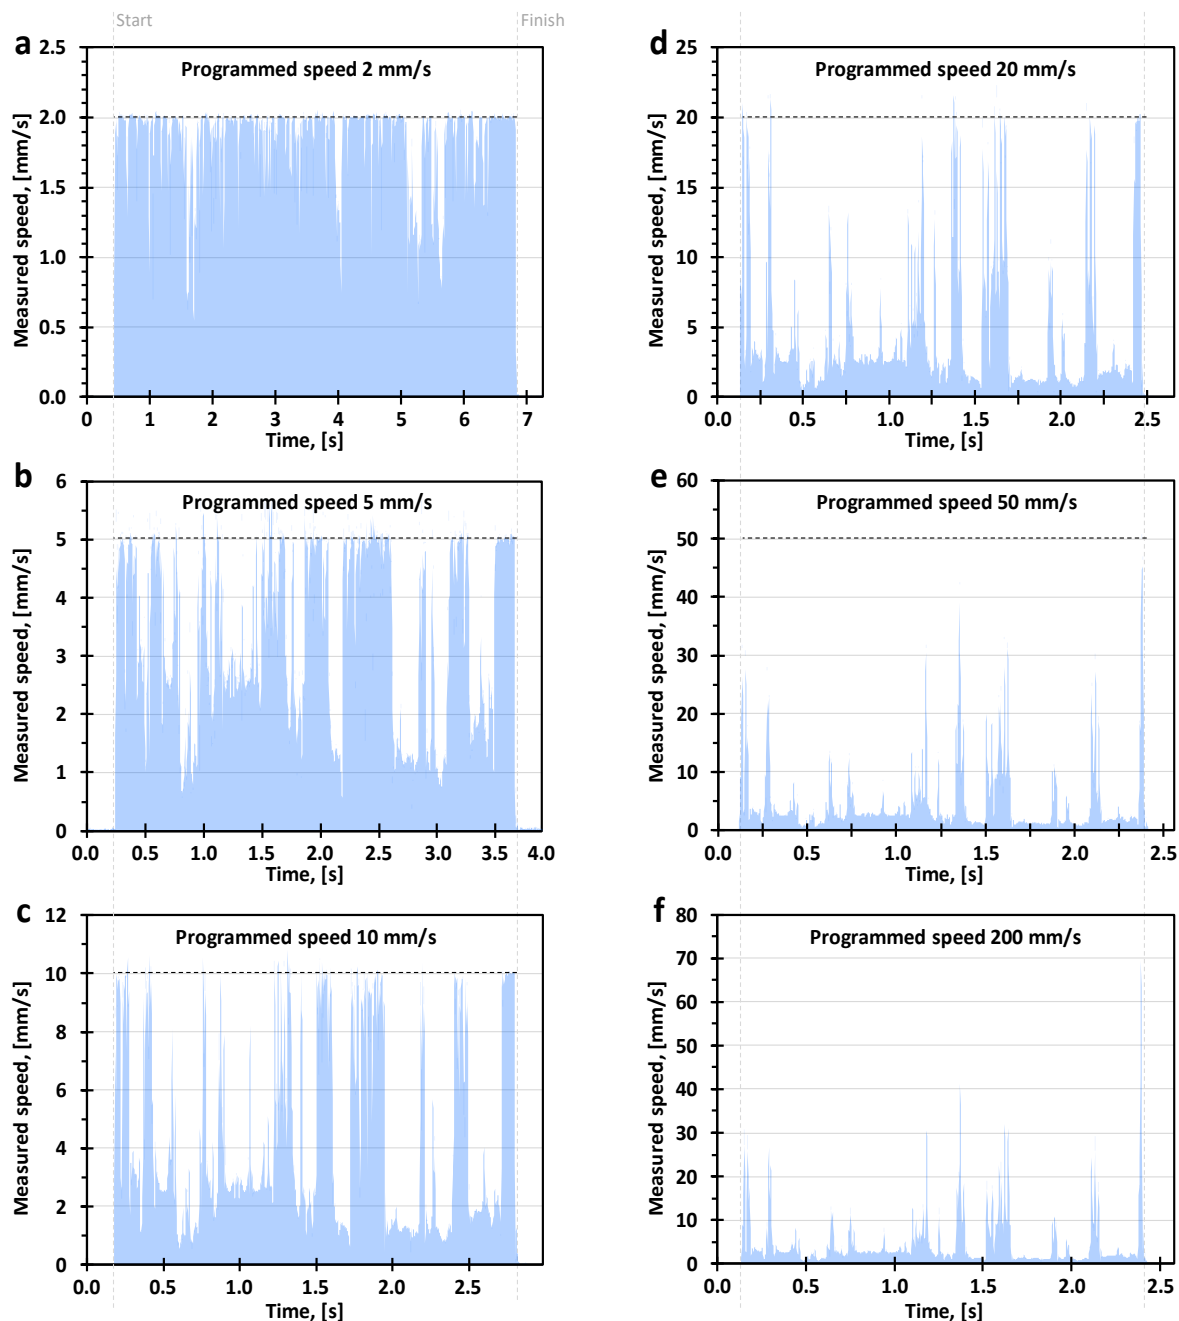 Start
Finish
a
2.5
2.0
1.5
1.0
0.5
0.0
Programmed speed 2 mm/s
Measured speed, [mm/s]
0 1 2 3 4 5 6 7
Time, [s]
d
25
20
15
10
5
0
Programmed speed 20 mm/s
Measured speed, [mm/s]
0.0 0.5 1.0 1.5 2.0 2.5
Time, [s]
b
6
5
4
3
2
1
0
Programmed speed 5 mm/s
Measured speed, [mm/s]
0.0 0.5 1.0 1.5 2.0 2.5 3.0 3.5 4.0
Time, [s]
e
60
50
40
30
20
10
0
Programmed speed 50 mm/s
Measured speed, [mm/s]
0.0 0.5 1.0 1.5 2.0 2.5
Time, [s]
c
12
10
8
6
4
2
0
Programmed speed 10 mm/s
Measured speed, [mm/s]
0.0 0.5 1.0 1.5 2.0 2.5
Time, [s]
f
80
70
60
50
40
30
20
10
0
Programmed speed 200 mm/s
Measured speed, [mm/s]
0.0 0.5 1.0 1.5 2.0 2.5
Time, [s]